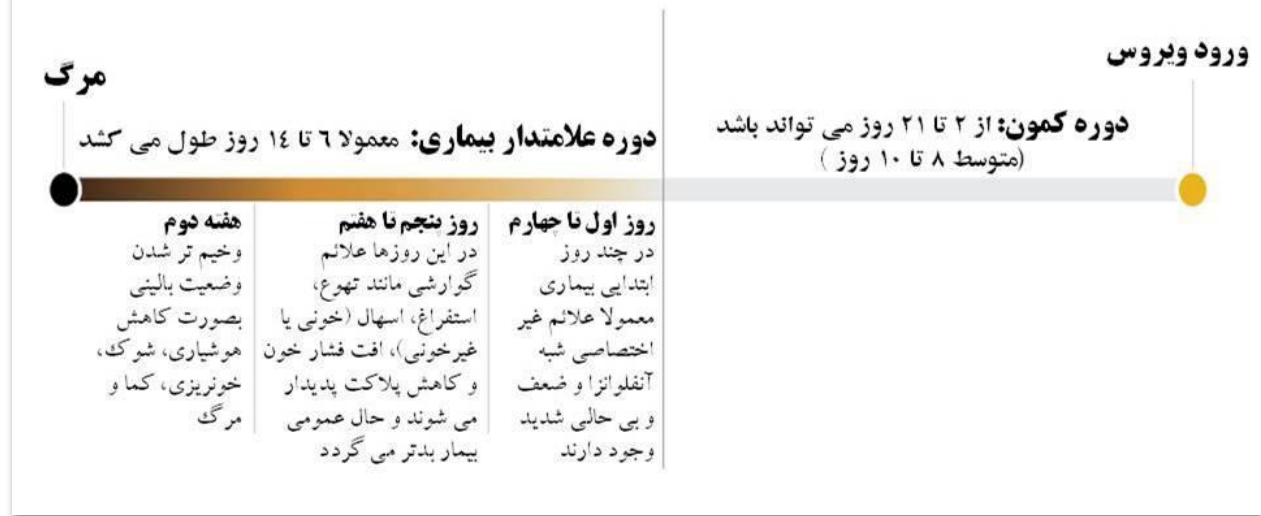 ورود ویروس
دوره کمون: از ۲ تا ۲۱ روز می تواند باشد
(متوسط ۸ تا ۱۰ روز )
مرگ
دوره علامتدار بیماری: معمولا ٦ تا ١٤ روز طول می کشد
روز اول تا چهارم
در چند روز
ابتدایی بیماری
معمولا علائم غیر
اختصاصی شبه
آنفلوانزا و ضعف
و بی حالی شدید
وجود دارند
روز پنجم تا هفتم
در این روزها علائم
گوارشی مانند تهوع،
استفراغ، اسهال (خونی یا
غیرخونی)، افت فشار خون
و کاهش پلاکت پدیدار
می شوند و حال عمومی
بیمار بدتر می گردد
هفته دوم
وخیم تر شدن
وضعیت بالینی
بصورت کاهش
هوشیاری، شوک،
خونریزی، کما و
مرگ